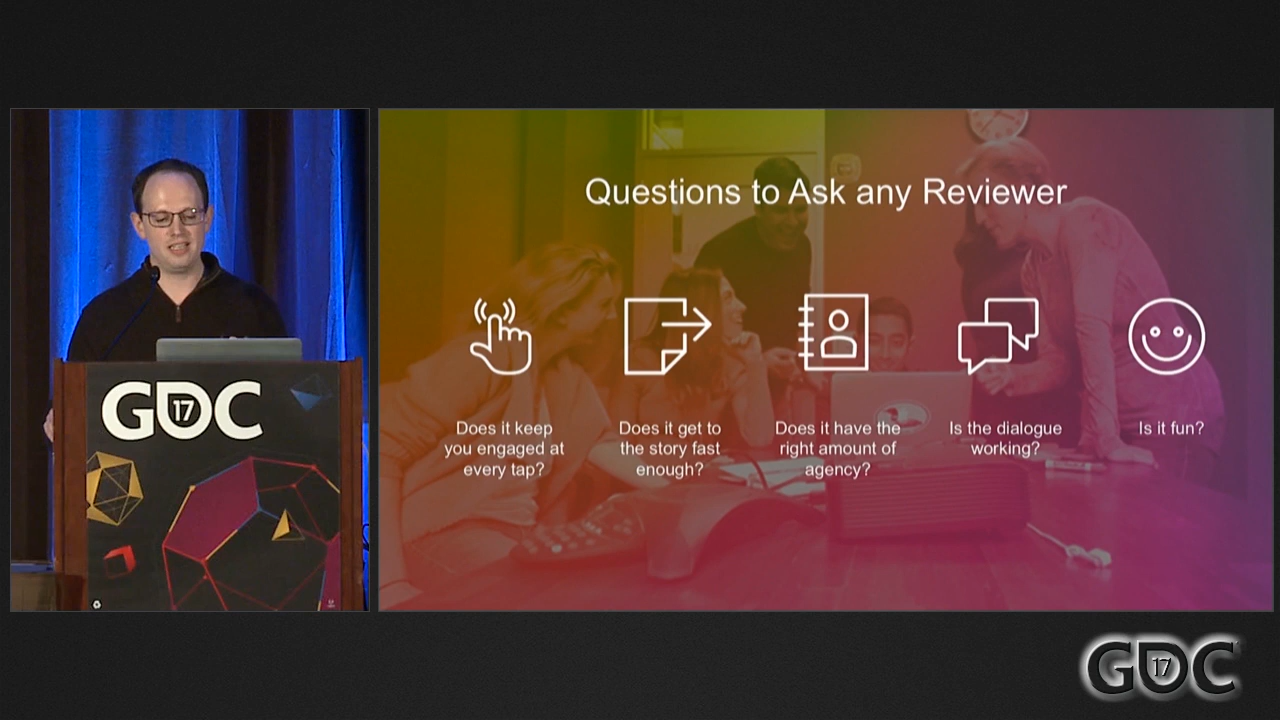 GDC
17
Questions to Ask any Reviewer
Does it keep
you engaged at
every tap?
Does it get to
the story fast
enough?
Does it have the
right amount of
agency?
Is the dialogue
working?
Is it fun?
GDC
17